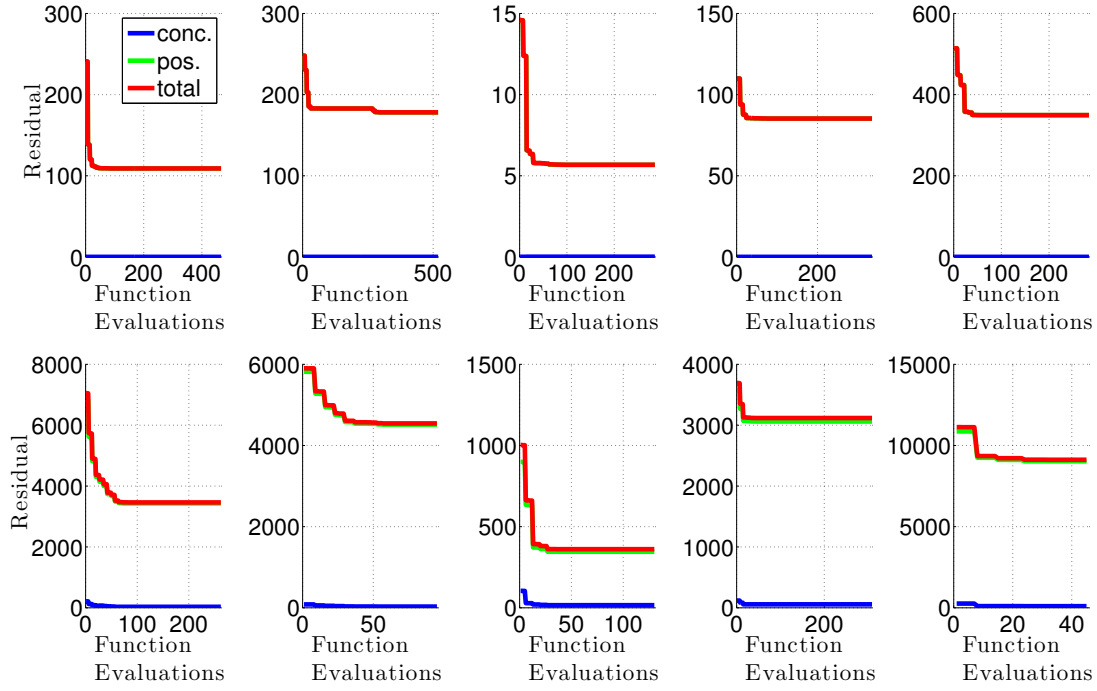 300
200
100
0
Residual
conc.
pos.
total
0 200 400
Function
Evaluations
300
200
100
0
0 500
Function
Evaluations
15
10
5
0
0 100 200
Function
Evaluations
150
100
50
0
0 200
Function
Evaluations
600
400
200
0
0 100 200
Function
Evaluations
8000
6000
4000
2000
0
Residual
0 100 200
Function
Evaluations
6000
4000
2000
0
50
Function
Evaluations
1500
1000
500
0
0 50 100
Function
Evaluations
4000
3000
2000
1000
0
0 200
Function
Evaluations
15000
10000
5000
0
0 20 40
Function
Evaluations